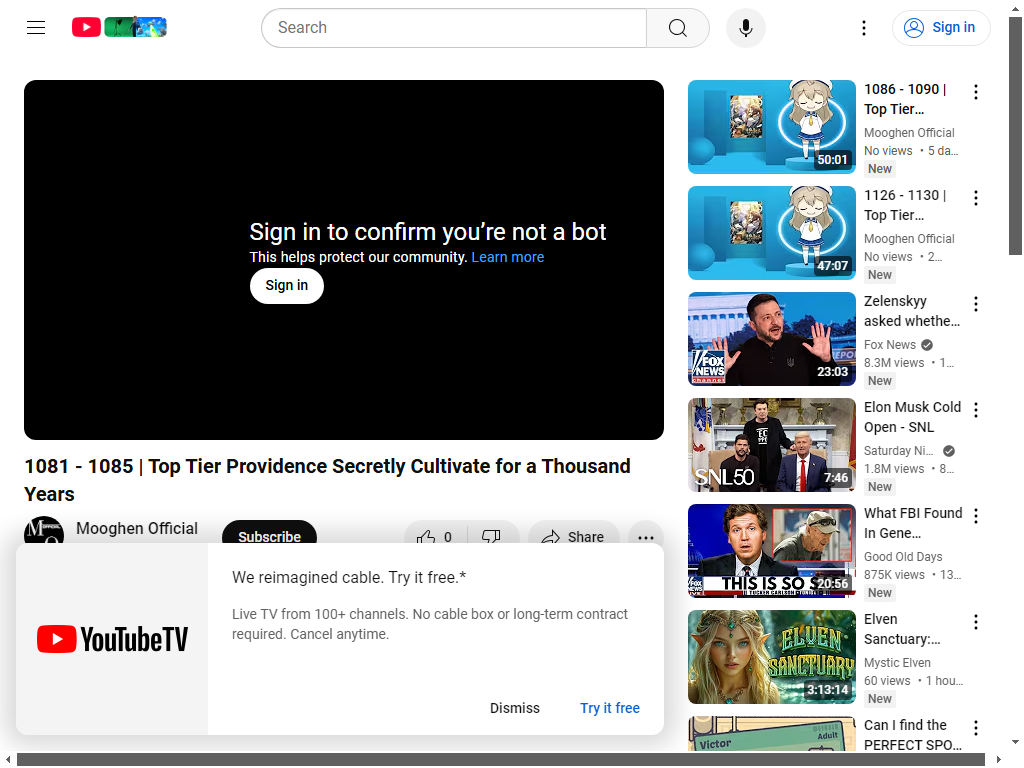 Search
Sign in
Sign in to confirm you’re not a bot
This helps protect our community. Learn more
Sign in
1081 - 1085 | Top Tier Providence Secretly Cultivate for a Thousand
Years
Mooghen Official
Subscribe
0
Share
We reimagined cable. Try it free.*
Live TV from 100+ channels. No cable box or long-term contract
required. Cancel anytime.
YouTubeTV
Dismiss
Try it free
50:01
1086 - 1090 |
Top Tier…
Mooghen Official
No views • 5 da…
New
47:07
1126 - 1130 |
Top Tier…
Mooghen Official
No views • 2…
New
FOX
NEWS
channel
23:03
Zelenskyy
asked whethe…
Fox News
8.3M views • 1…
New
SNL50
7:46
Elon Musk Cold
Open - SNL
Saturday Ni…
1.8M views • 8…
New
THIS IS SO S
20:56
What FBI Found
In Gene…
Good Old Days
875K views • 13…
New
ELVEN
SANCTUARY
3:13:14
Elven
Sanctuary:…
Mystic Elven
60 views • 1 hou…
New
Victor
Adult
Can I find the
PERFECT SPO…